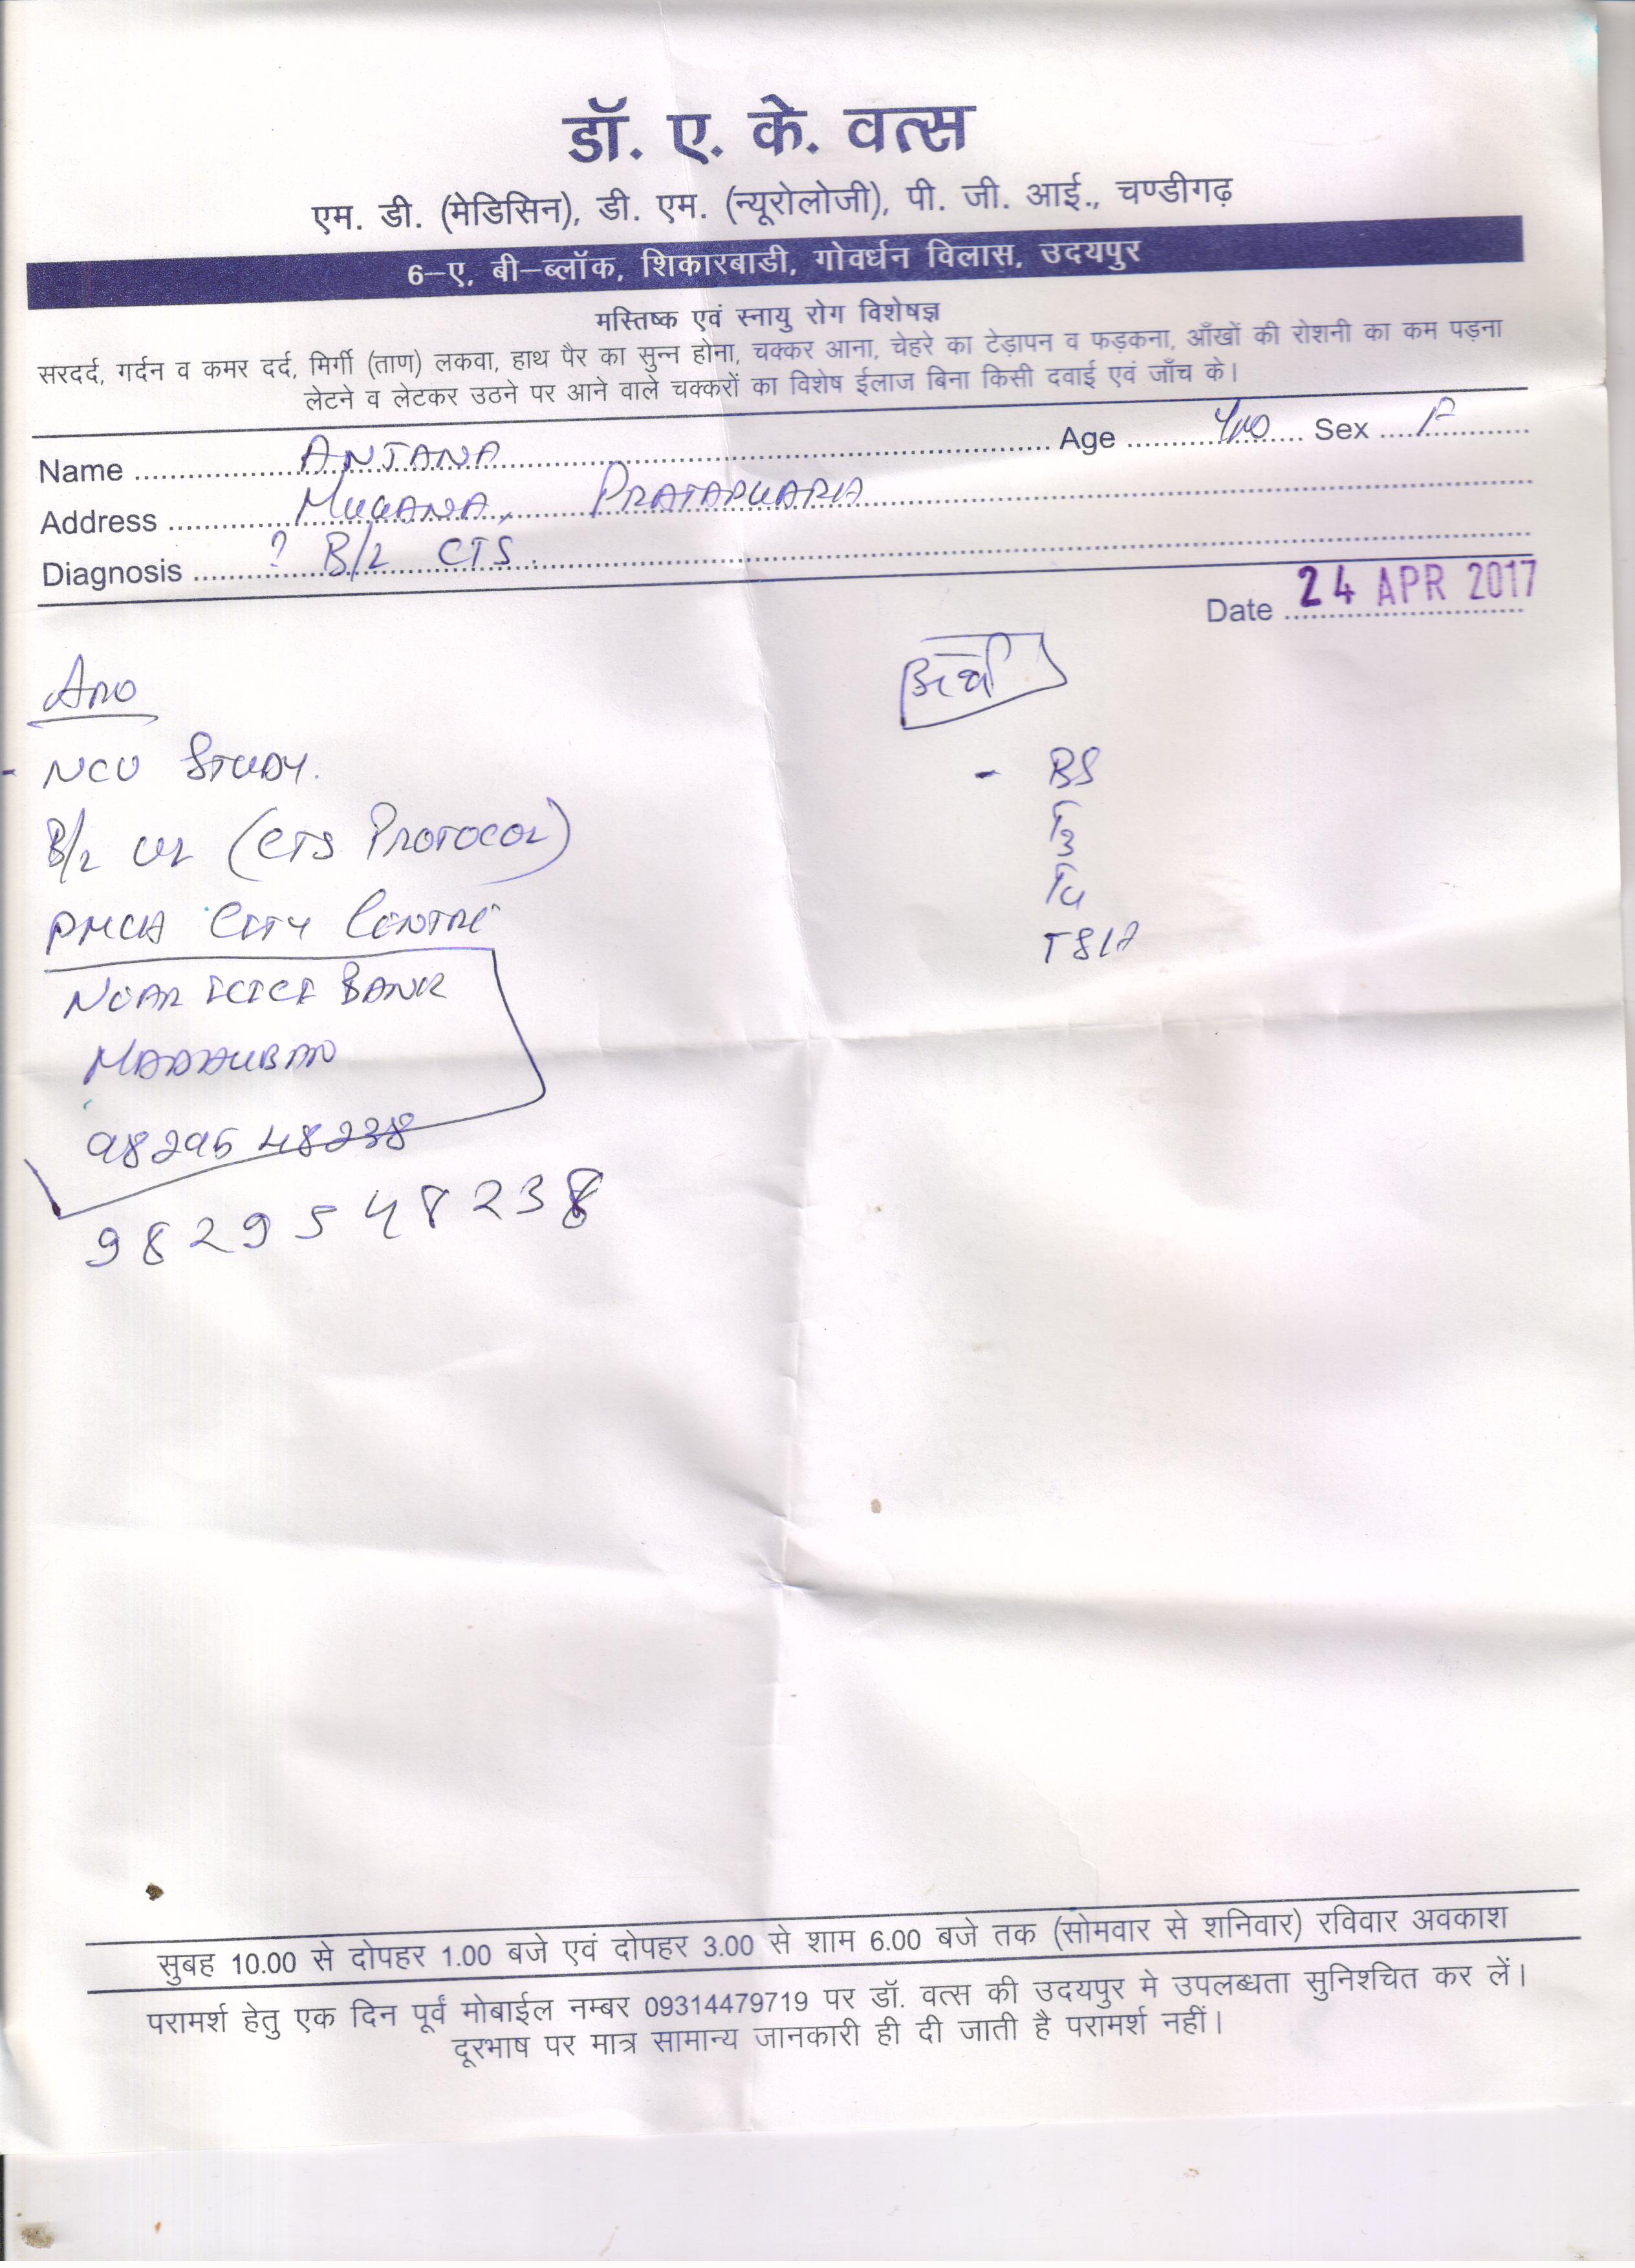 डॉ. ए. के. वत्स
एम. डी. (मेडिसिन), डी. एम. (न्यूरोलोजी), पी. जी. आई., चण्डीगढ़
6–ए, बी–ब्लॉक, शिकारबाडी, गोवर्धन विलास, उदयपुर
मस्तिष्क एवं स्नायु रोग विशेषज्ञ
सरदर्द, गर्दन व कमर दर्द, मिर्गी (ताण) लकवा, हाथ पैर का सुन्न होना, चक्कर आना, चेहरे का टेड़ापन व फड़कना, आँखों की रोशनी का कम पड़ना
लेटने व लेटकर उठने पर आने वाले चक्करों का विशेष ईलाज बिना किसी दवाई एवं जाँच के।
Name ANJANA Age Sex F
Address MUGANA, PRATAPGARH
Diagnosis ? B/L CTS.
Date 24 APR 2017
NCV STUDY.
B/L UL (CTS PROTOCOL)
- BS
T3
T4
TSH
PMCH CITY CENTRE
NEAR ICICI BANK
MADHUBAN
98295 48238
9829548238
सुबह 10.00 से दोपहर 1.00 बजे एवं दोपहर 3.00 से शाम 6.00 बजे तक (सोमवार से शनिवार) रविवार अवकाश
परामर्श हेतु एक दिन पूर्वं मोबाईल नम्बर 09314479719 पर डॉ. वत्स की उदयपुर मे उपलब्धता सुनिश्चित कर लें।
दूरभाष पर मात्र सामान्य जानकारी ही दी जाती है परामर्श नहीं।